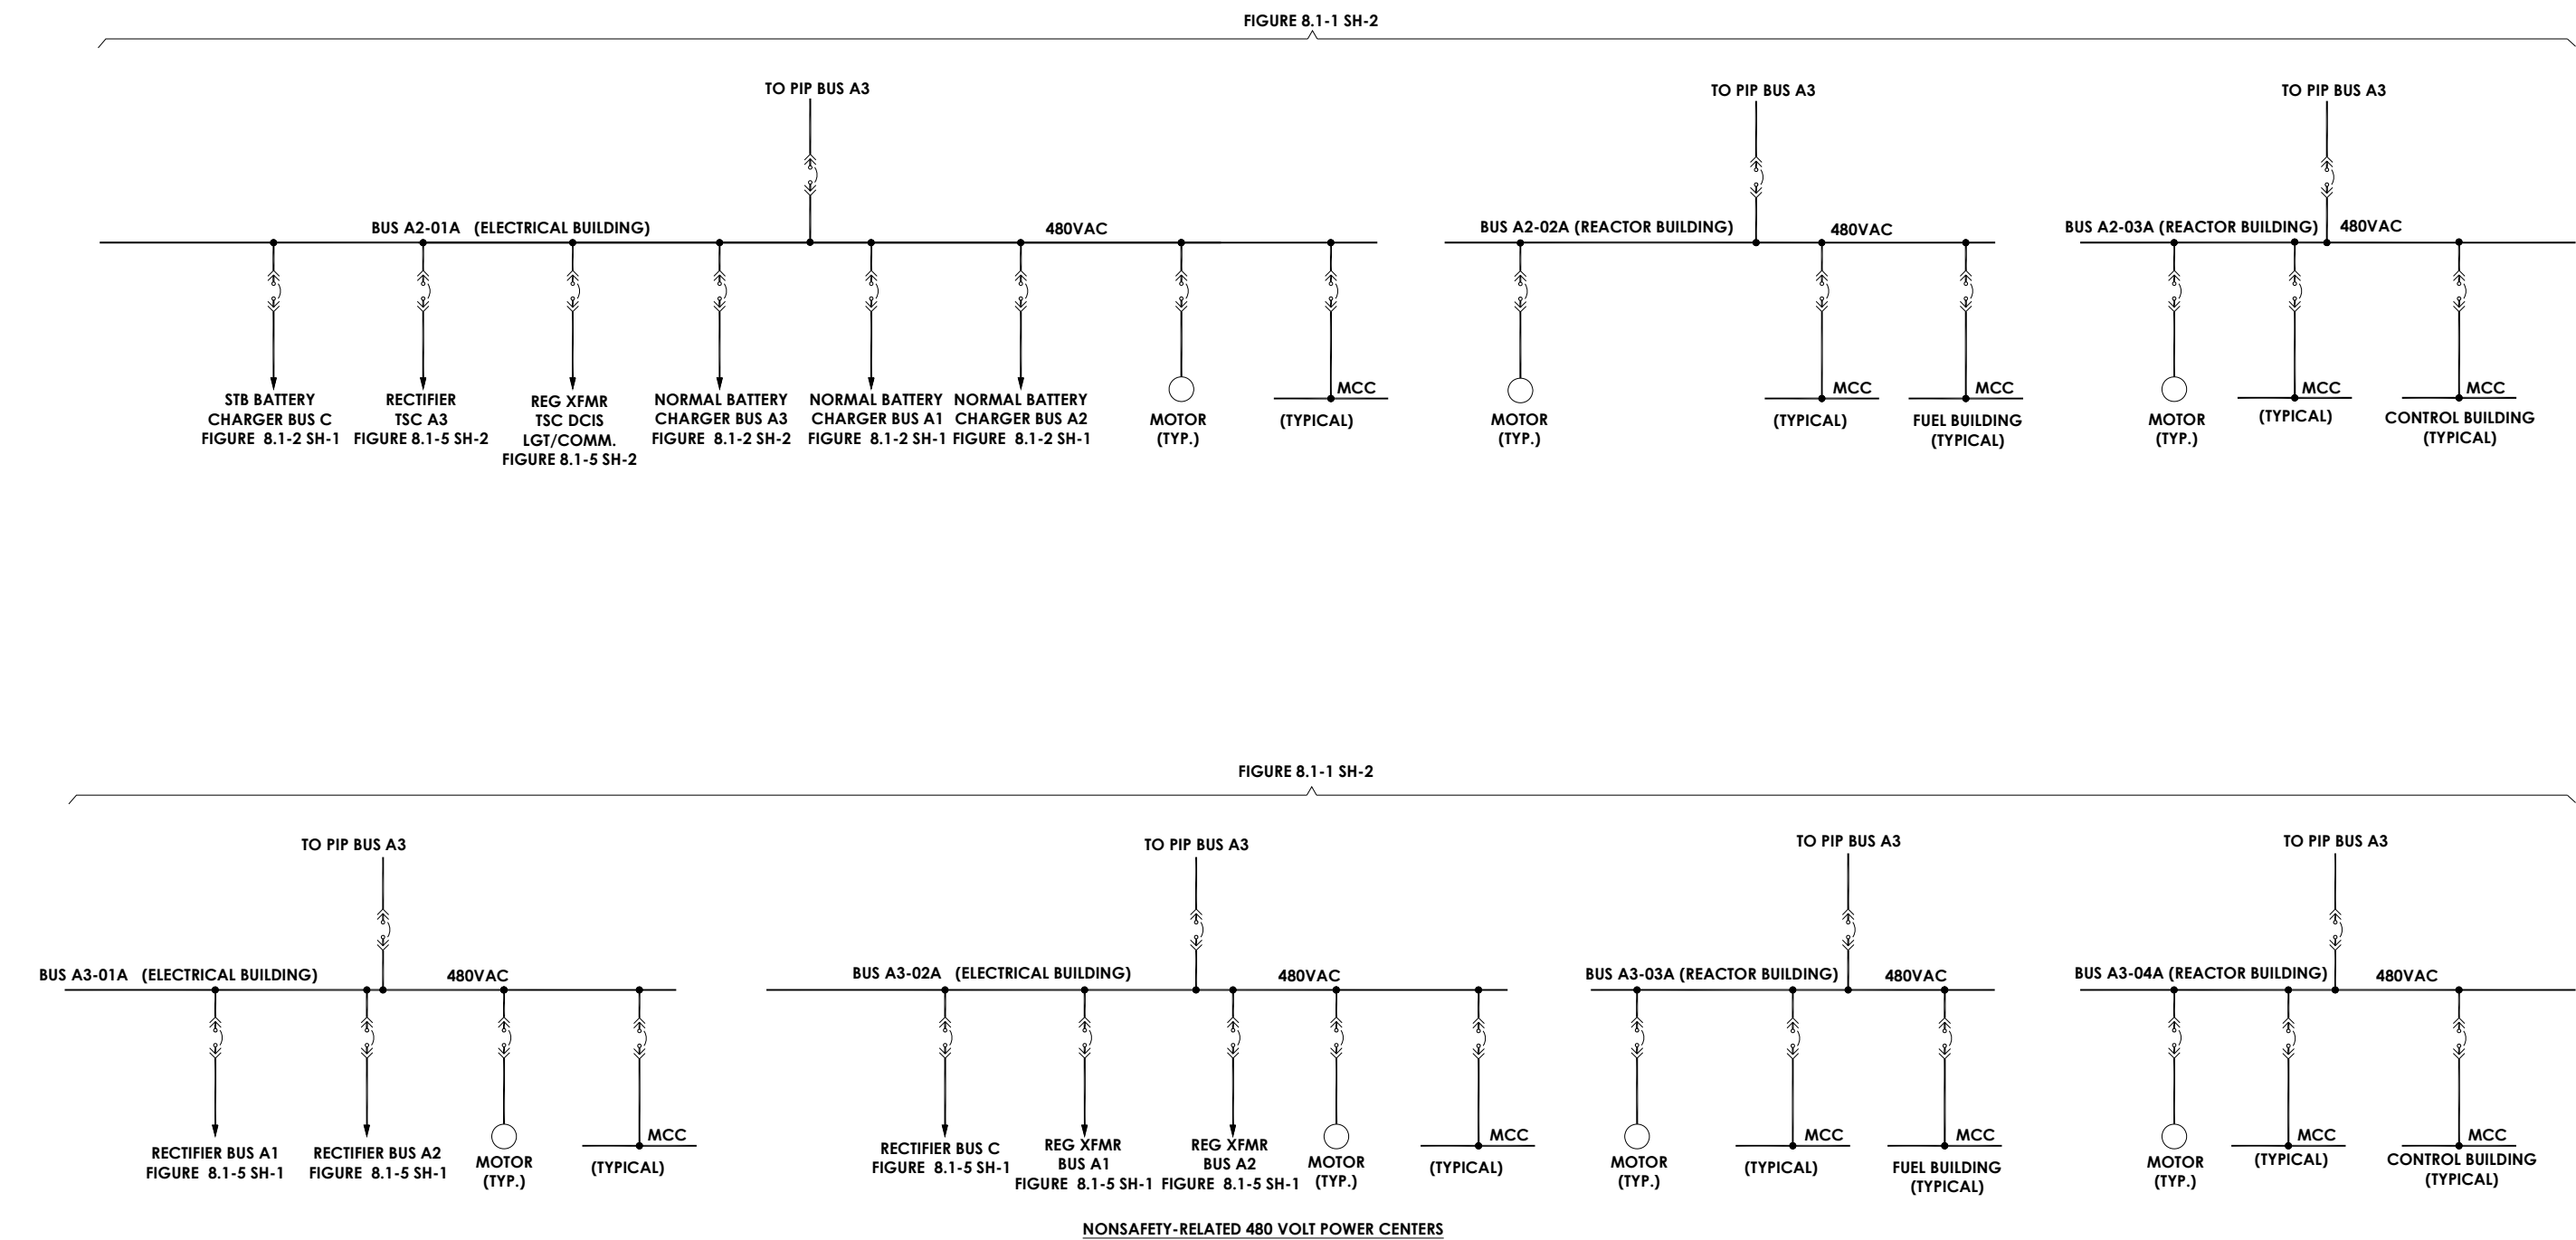 FIGURE 8.1-1 SH-2
TO PIP BUS A3
TO PIP BUS A3
TO PIP BUS A3
BUS A2-01A (ELECTRICAL BUILDING)
480VAC
BUS A2-02A (REACTOR BUILDING)
480VAC
BUS A2-03A (REACTOR BUILDING)
480VAC
STB BATTERY
CHARGER BUS C
FIGURE 8.1-2 SH-1
RECTIFIER
TSC A3
FIGURE 8.1-5 SH-2
REG XFMR
TSC DCIS
LGT/COMM.
FIGURE 8.1-5 SH-2
NORMAL BATTERY
CHARGER BUS A3
FIGURE 8.1-2 SH-2
NORMAL BATTERY
CHARGER BUS A1
FIGURE 8.1-2 SH-1
NORMAL BATTERY
CHARGER BUS A2
FIGURE 8.1-2 SH-1
MOTOR
(TYP.)
MCC
(TYPICAL)
MOTOR
(TYP.)
MCC
(TYPICAL)
MCC
FUEL BUILDING
(TYPICAL)
MOTOR
(TYP.)
MCC
(TYPICAL)
MCC
CONTROL BUILDING
(TYPICAL)
FIGURE 8.1-1 SH-2
TO PIP BUS A3
TO PIP BUS A3
TO PIP BUS A3
TO PIP BUS A3
BUS A3-01A (ELECTRICAL BUILDING)
480VAC
BUS A3-02A (ELECTRICAL BUILDING)
480VAC
BUS A3-03A (REACTOR BUILDING)
480VAC
BUS A3-04A (REACTOR BUILDING)
480VAC
RECTIFIER BUS A1
FIGURE 8.1-5 SH-1
RECTIFIER BUS A2
FIGURE 8.1-5 SH-1
MOTOR
(TYP.)
MCC
(TYPICAL)
RECTIFIER BUS C
FIGURE 8.1-5 SH-1
REG XFMR
BUS A1
FIGURE 8.1-5 SH-1
REG XFMR
BUS A2
FIGURE 8.1-5 SH-1
MOTOR
(TYP.)
MCC
(TYPICAL)
MOTOR
(TYP.)
MCC
(TYPICAL)
MCC
FUEL BUILDING
(TYPICAL)
MOTOR
(TYP.)
MCC
(TYPICAL)
MCC
CONTROL BUILDING
(TYPICAL)
NONSAFETY-RELATED 480 VOLT POWER CENTERS